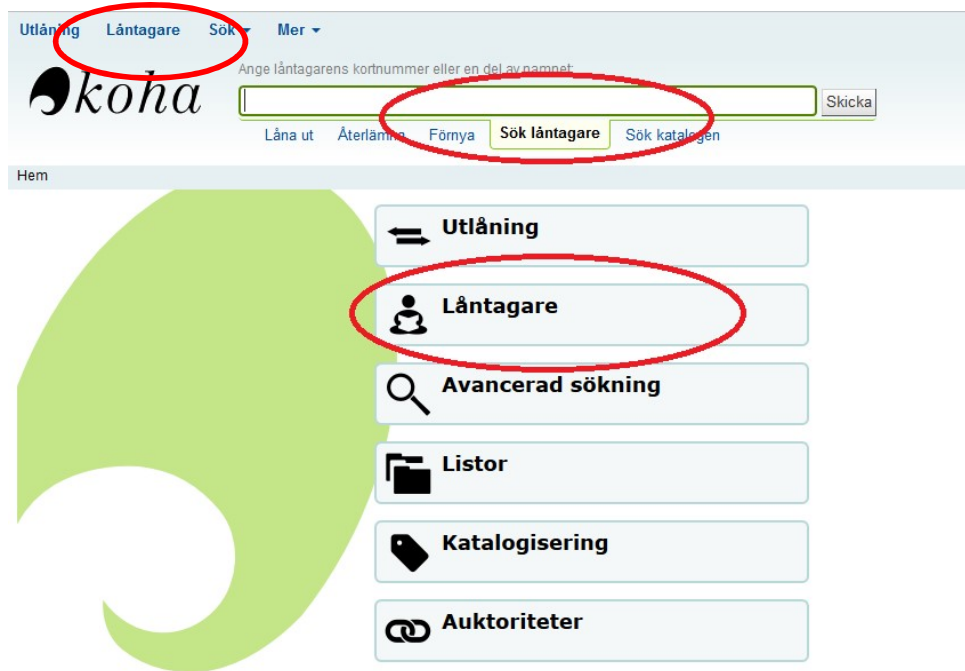 Utlåning Låntagare Sök Mer
koha
Ange låntagarens kortnummer eller en del av namnet:
Skicka
Låna ut Återlämna Förnya Sök låntagare Sök katalogen
Hem
Utlåning
Låntagare
Avancerad sökning
Listor
Katalogisering
Auktoriteter